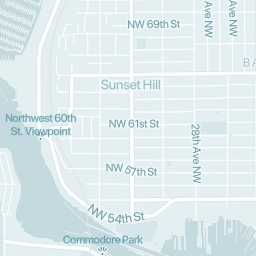 NW 69th St
28th Ave NW
BA
Sunset Hill
Northwest 60th
St. Viewpoint
NW 61st St
NW 57th St
NW 54th St
Commodore Park